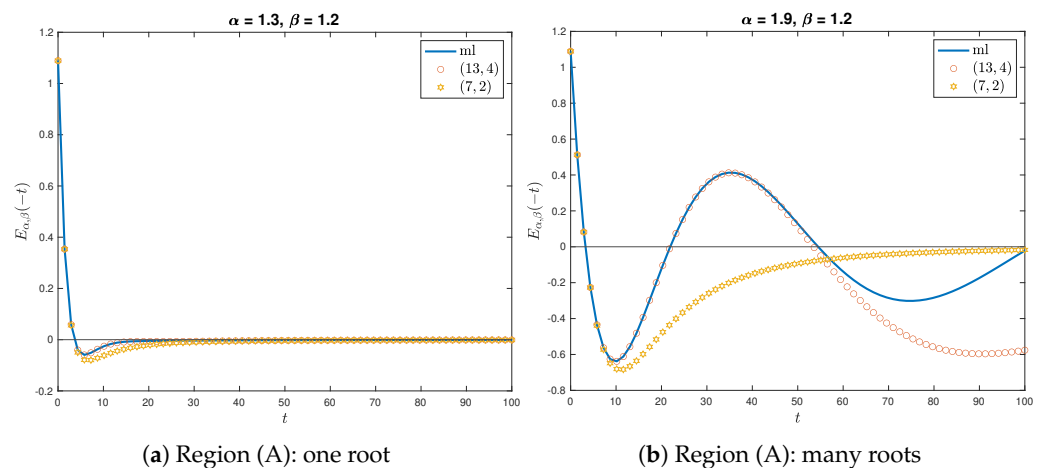 α = 1.3, β = 1.2
1.2
1
0.8
0.6
0.4
0.2
0
-0.2
E_{α,β}(-t)
ml
(13, 4)
(7, 2)
0 10 20 30 40 50 60 70 80 90 100
t
(a) Region (A): one root
α = 1.9, β = 1.2
1.2
1
0.8
0.6
0.4
0.2
0
-0.2
-0.4
-0.6
-0.8
E_{α,β}(-t)
ml
(13, 4)
(7, 2)
0 10 20 30 40 50 60 70 80 90 100
t
(b) Region (A): many roots